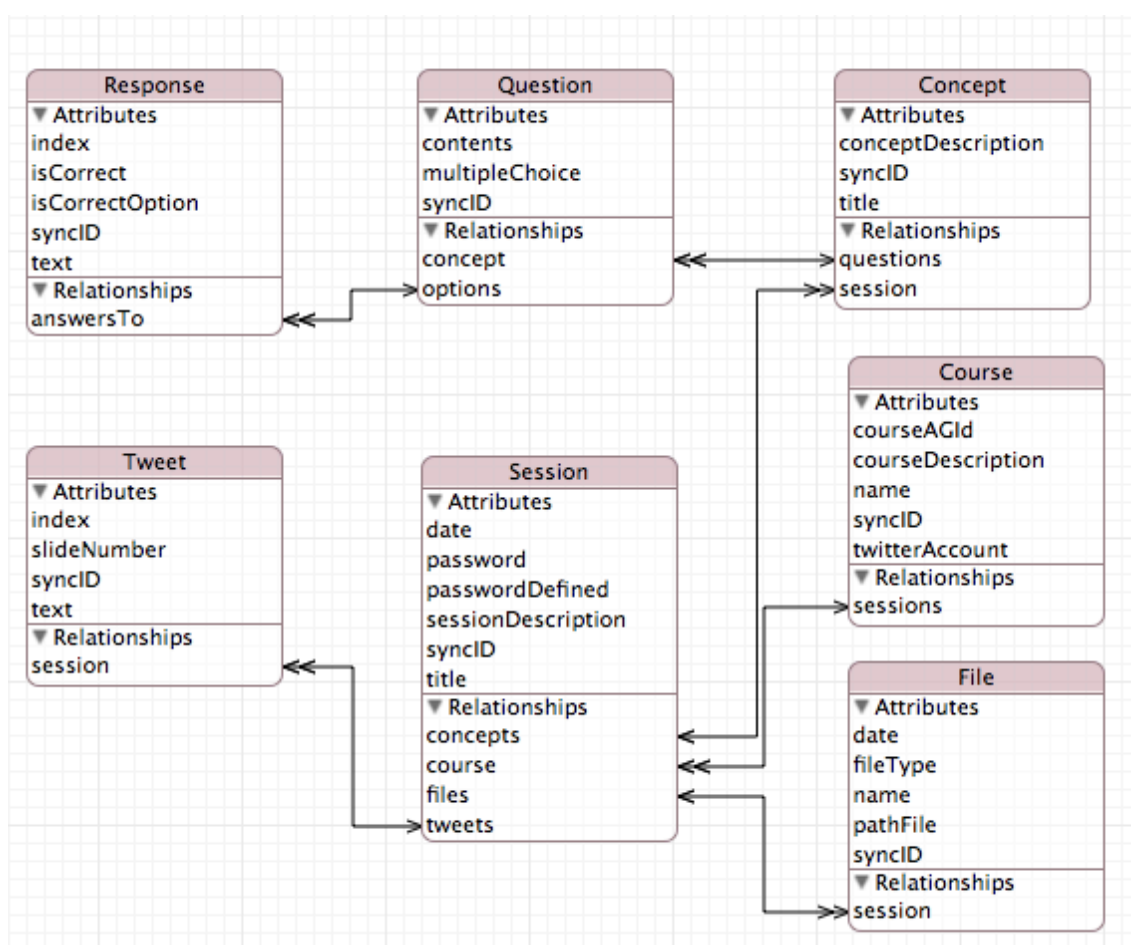 Response
Attributes
index
isCorrect
isCorrectOption
syncID
text
Relationships
answersTo
Question
Attributes
contents
multipleChoice
syncID
Relationships
concept
options
Concept
Attributes
conceptDescription
syncID
title
Relationships
questions
session
Course
Attributes
courseAGId
courseDescription
name
syncID
twitterAccount
Relationships
sessions
Tweet
Attributes
index
slideNumber
syncID
text
Relationships
session
Session
Attributes
date
password
passwordDefined
sessionDescription
syncID
title
Relationships
concepts
course
files
tweets
File
Attributes
date
fileType
name
pathFile
syncID
Relationships
session